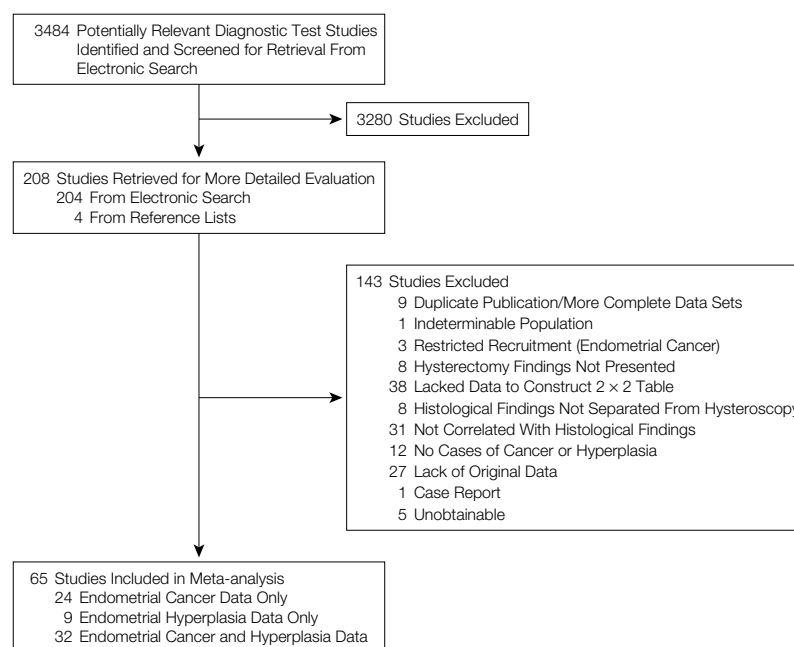 3484 Potentially Relevant Diagnostic Test Studies
Identified and Screened for Retrieval From
Electronic Search
3280 Studies Excluded
208 Studies Retrieved for More Detailed Evaluation
204 From Electronic Search
4 From Reference Lists
143 Studies Excluded
9 Duplicate Publication/More Complete Data Sets
1 Indeterminable Population
3 Restricted Recruitment (Endometrial Cancer)
8 Hysterectomy Findings Not Presented
38 Lacked Data to Construct 2 × 2 Table
8 Histological Findings Not Separated From Hysteroscopy
31 Not Correlated With Histological Findings
12 No Cases of Cancer or Hyperplasia
27 Lack of Original Data
1 Case Report
5 Unobtainable
65 Studies Included in Meta-analysis
24 Endometrial Cancer Data Only
9 Endometrial Hyperplasia Data Only
32 Endometrial Cancer and Hyperplasia Data